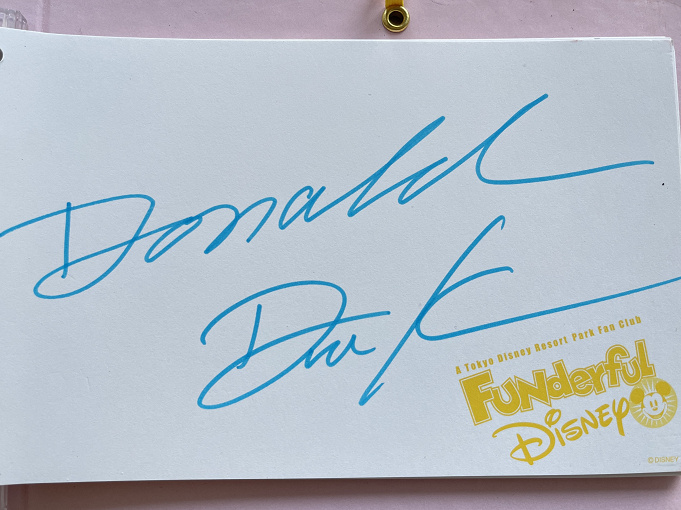 Donald
Duck
A Tokyo Disney Resort Park Fan Club
FUNderful
Disney
© DISNEY